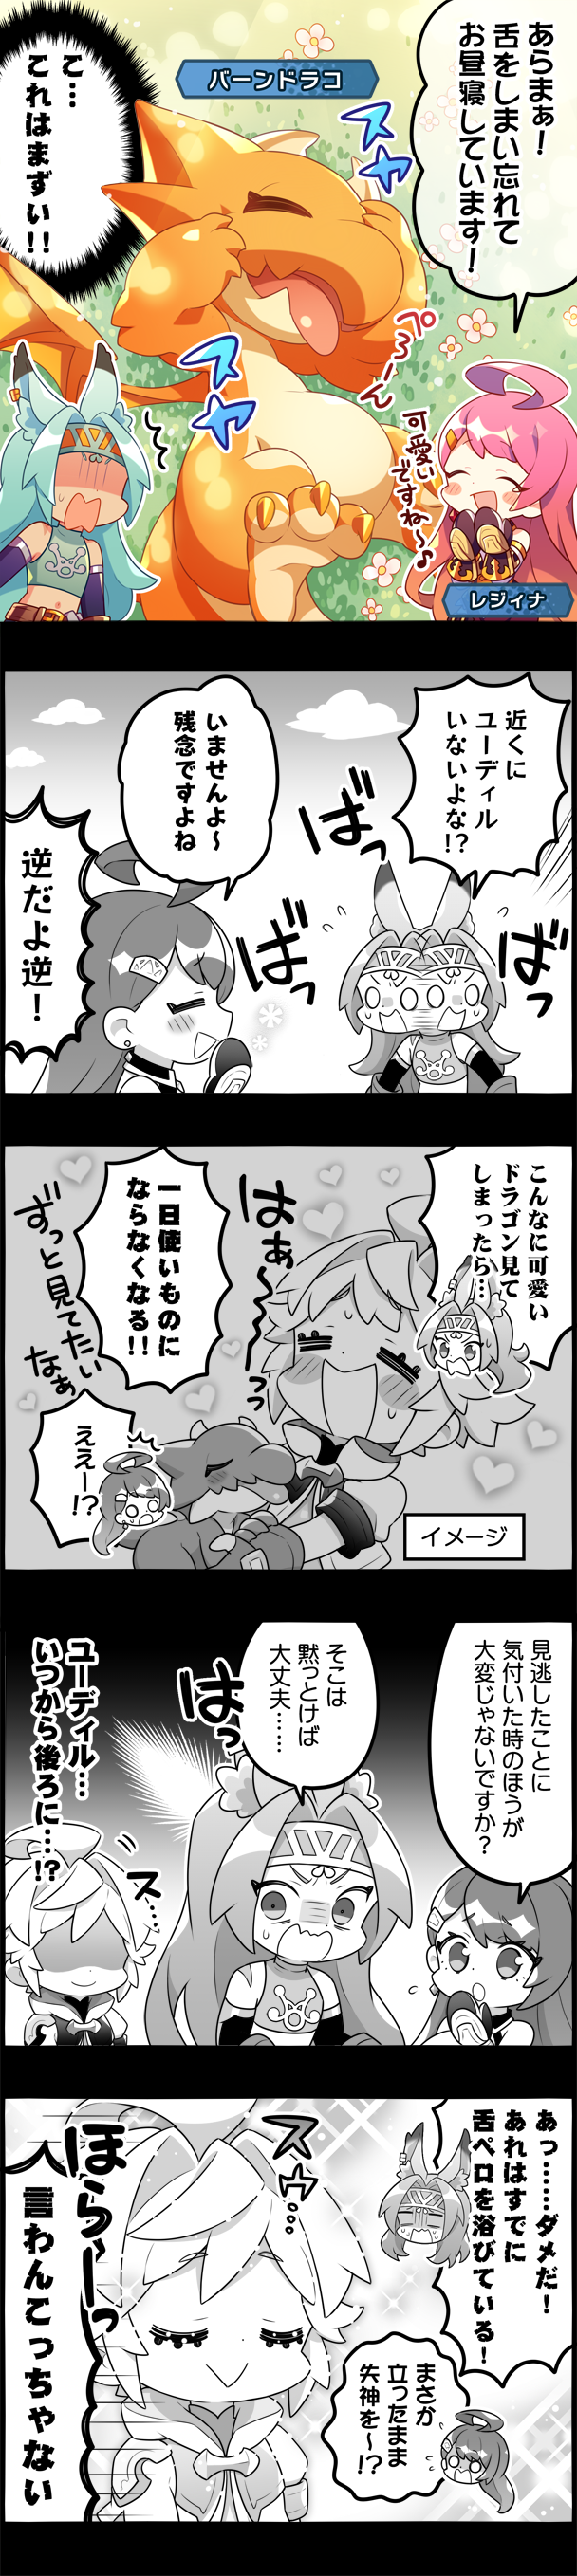 あらまぁ！
舌をしまい忘れて
お昼寝しています！
バーンドラコ
スヤ
こ…
これはまずい！！
ぺろーん
スヤ
可愛い
ですね〜♪
レジィナ
近くに
ユーディル
いないよな！？
ばっ
ばっ
いませんよ〜
残念ですよね
逆だよ逆！
こんなに可愛い
ドラゴン見て
しまったら…
はぁ〜〜っっ
一日使いものに
ならなくなる！！
ずっと見てたい
なぁ
ええー！？
イメージ
見逃したことに
気付いた時のほうが
大変じゃないですか？
そこは
黙っとけば
大丈夫……
はっ
ス…
ユーディル…
いつから後ろに…！？
あっ……ダメだ！
あれはすでに
舌ペロを浴びている！
スゥ…
まさか
立ったまま
失神を〜！？
ほらーっ
言わんこっちゃない